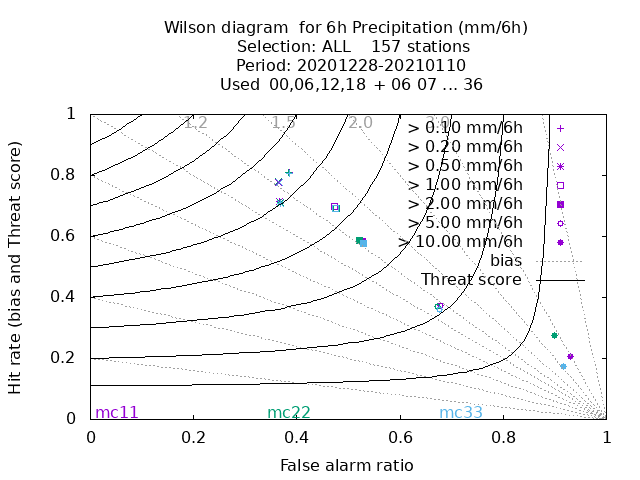 Wilson diagram  for 6h Precipitation (mm/6h)
Selection: ALL    157 stations
Period: 20201228-20210110
Used  00,06,12,18  + 06 07 ... 36
1.2
1.5
2.0
3.0
> 0.10 mm/6h
> 0.20 mm/6h
> 0.50 mm/6h
> 1.00 mm/6h
> 2.00 mm/6h
> 5.00 mm/6h
> 10.00 mm/6h
bias
Threat score
1
0.8
0.6
0.4
0.2
0
Hit rate (bias and Threat score)
mc11
mc22
mc33
0
0.2
0.4
0.6
0.8
1
False alarm ratio